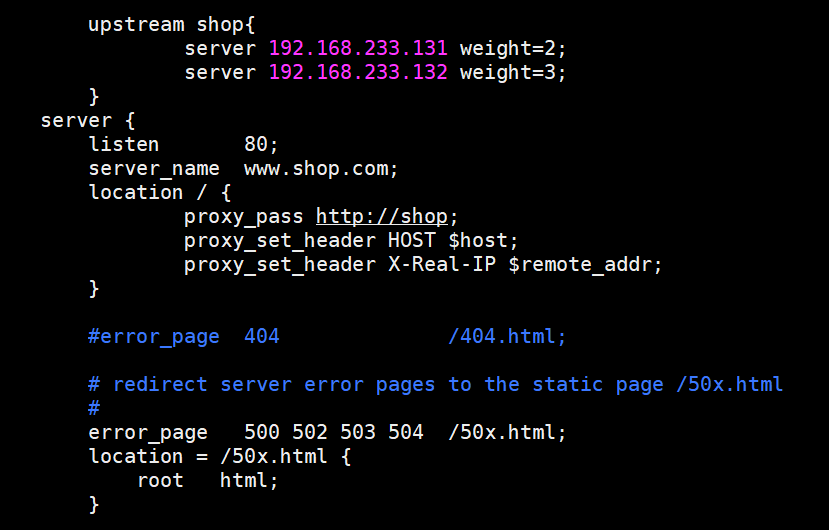 upstream shop{
server 192.168.233.131 weight=2;
server 192.168.233.132 weight=3;
}
server {
listen       80;
server_name  www.shop.com;
location / {
proxy_pass http://shop;
proxy_set_header HOST $host;
proxy_set_header X-Real-IP $remote_addr;
}
#error_page  404              /404.html;
# redirect server error pages to the static page /50x.html
#
error_page   500 502 503 504  /50x.html;
location = /50x.html {
root   html;
}